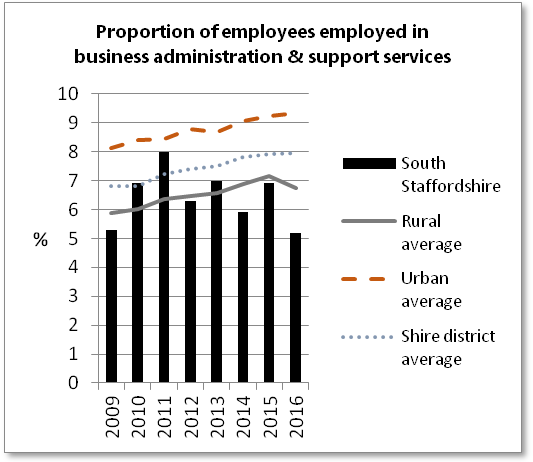 Proportion of employees employed in
business administration & support services
10
9
8
7
6
5
4
3
2
1
0
%
2009
2010
2011
2012
2013
2014
2015
2016
South
Staffordshire
Rural
average
Urban
average
Shire district
average